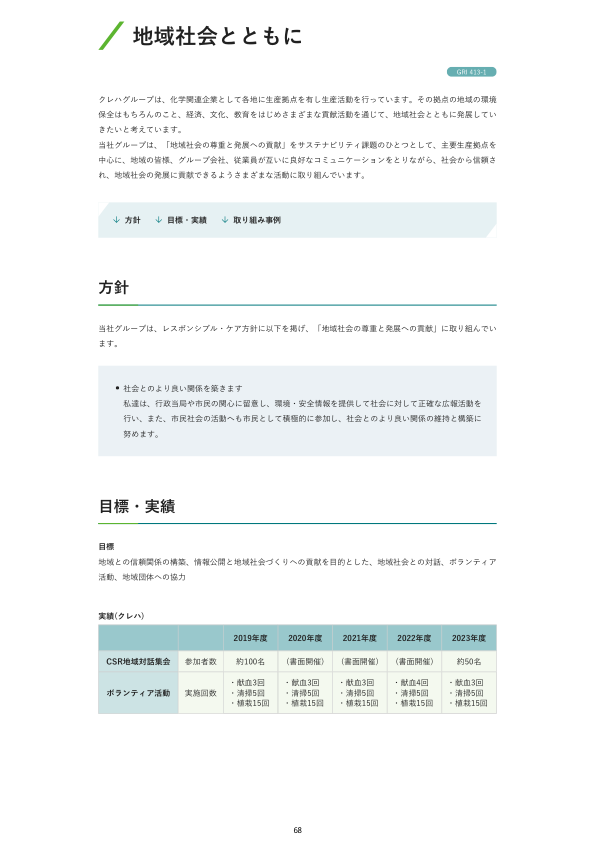 地域社会とともに
GRI 413-1
クレハグループは、化学関連企業として各地に生産拠点を有し生産活動を行っています。その拠点の地域の環境
保全はもちろんのこと、経済、文化、教育をはじめさまざまな貢献活動を通じて、地域社会とともに発展してい
きたいと考えています。
当社グループは、「地域社会の尊重と発展への貢献」をサステナビリティ課題のひとつとして、主要生産拠点を
中心に、地域の皆様、グループ会社、従業員が互いに良好なコミュニケーションをとりながら、社会から信頼さ
れ、地域社会の発展に貢献できるようさまざまな活動に取り組んでいます。
↓ 方針 ↓ 目標・実績 ↓ 取り組み事例
方針
当社グループは、レスポンシブル・ケア方針に以下を掲げ、「地域社会の尊重と発展への貢献」に取り組んでい
ます。
• 社会とのより良い関係を築きます
私達は、行政当局や市民の関心に留意し、環境・安全情報を提供して社会に対して正確な広報活動を
行い、また、市民社会の活動へも市民として積極的に参加し、社会とのより良い関係の維持と構築に
努めます。
目標・実績
目標
地域との信頼関係の構築、情報公開と地域社会づくりへの貢献を目的とした、地域社会との対話、ボランティア
活動、地域団体への協力
実績(クレハ)
2019年度 2020年度 2021年度 2022年度 2023年度
CSR地域対話集会 参加者数 約100名 （書面開催） （書面開催） （書面開催） 約50名
ボランティア活動 実施回数 ・献血3回 ・献血3回 ・献血3回 ・献血4回 ・献血3回
・清掃5回 ・清掃5回 ・清掃5回 ・清掃5回 ・清掃5回
・植栽15回 ・植栽15回 ・植栽15回 ・植栽15回 ・植栽15回
68